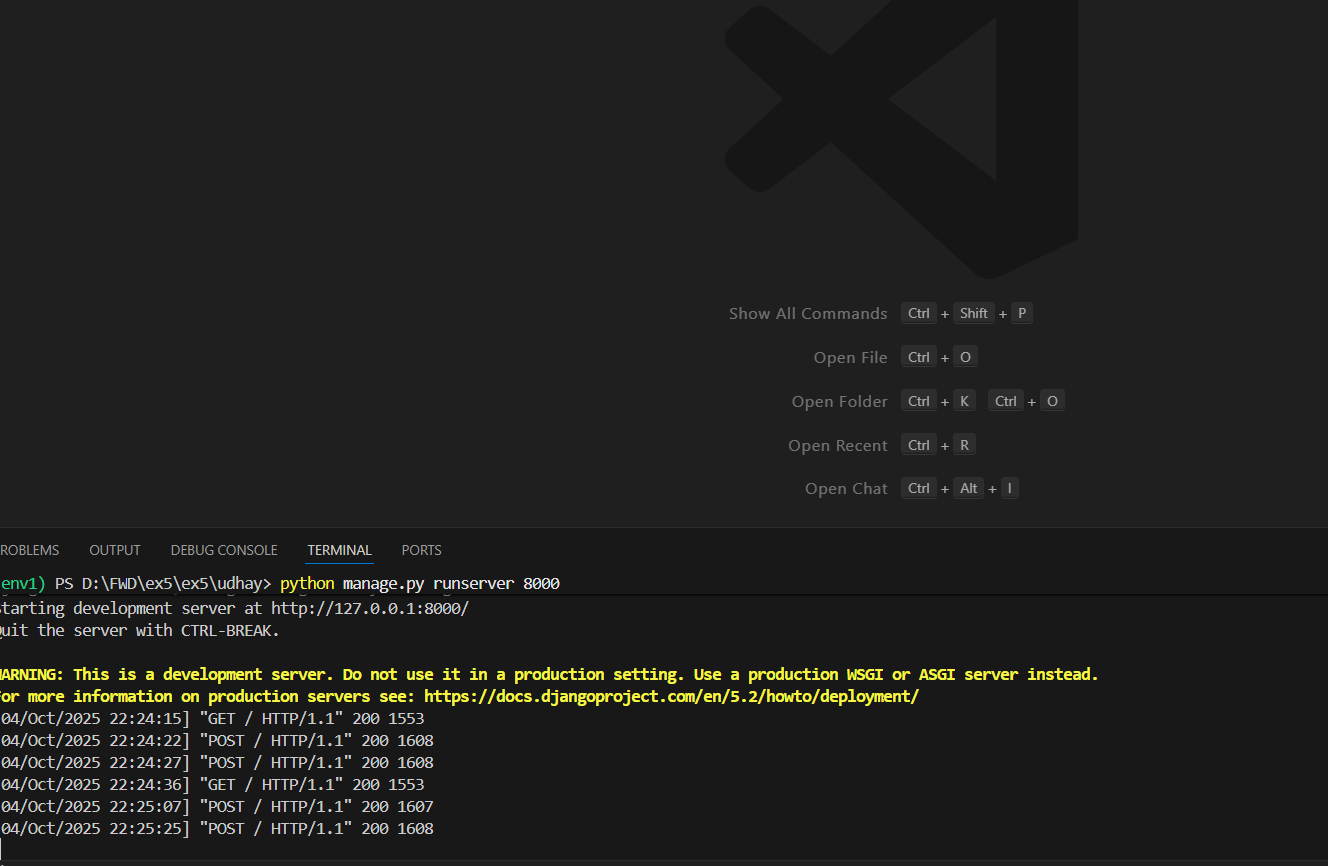 Show All Commands Ctrl + Shift + P
Open File Ctrl + O
Open Folder Ctrl + K Ctrl + O
Open Recent Ctrl + R
Open Chat Ctrl + Alt + I
ROBLEMS OUTPUT DEBUG CONSOLE TERMINAL PORTS
env1) PS D:\FWD\ex5\ex5\udhay> python manage.py runserver 8000
tarting development server at http://127.0.0.1:8000/
uit the server with CTRL-BREAK.
ARNING: This is a development server. Do not use it in a production setting. Use a production WSGI or ASGI server instead.
or more information on production servers see: https://docs.djangoproject.com/en/5.2/howto/deployment/
04/Oct/2025 22:24:15] "GET / HTTP/1.1" 200 1553
04/Oct/2025 22:24:22] "POST / HTTP/1.1" 200 1608
04/Oct/2025 22:24:27] "POST / HTTP/1.1" 200 1608
04/Oct/2025 22:24:36] "GET / HTTP/1.1" 200 1553
04/Oct/2025 22:25:07] "POST / HTTP/1.1" 200 1607
04/Oct/2025 22:25:25] "POST / HTTP/1.1" 200 1608